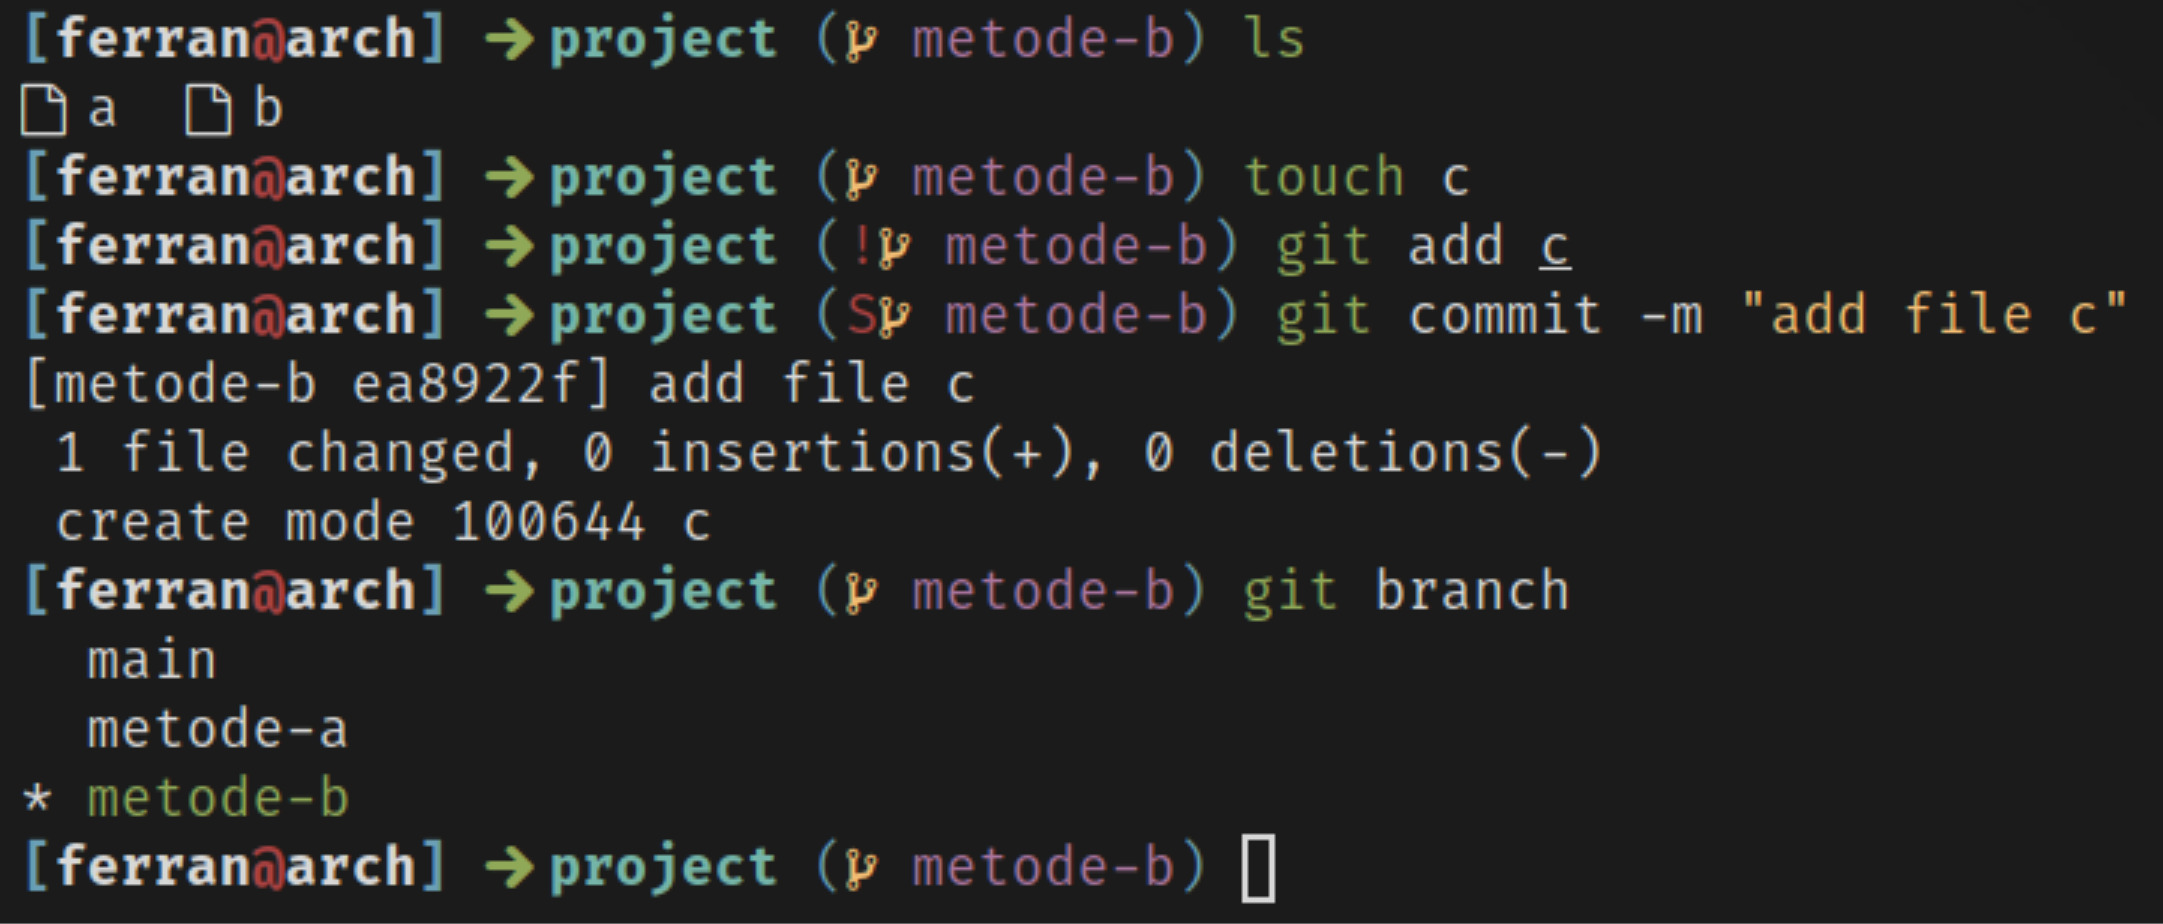 [ferran@arch] → project ( metode-b) ls
a b
[ferran@arch] → project ( metode-b) touch c
[ferran@arch] → project (! metode-b) git add c
[ferran@arch] → project (S metode-b) git commit -m "add file c"
[metode-b ea8922f] add file c
 1 file changed, 0 insertions(+), 0 deletions(-)
 create mode 100644 c
[ferran@arch] → project ( metode-b) git branch
  main
  metode-a
* metode-b
[ferran@arch] → project ( metode-b)